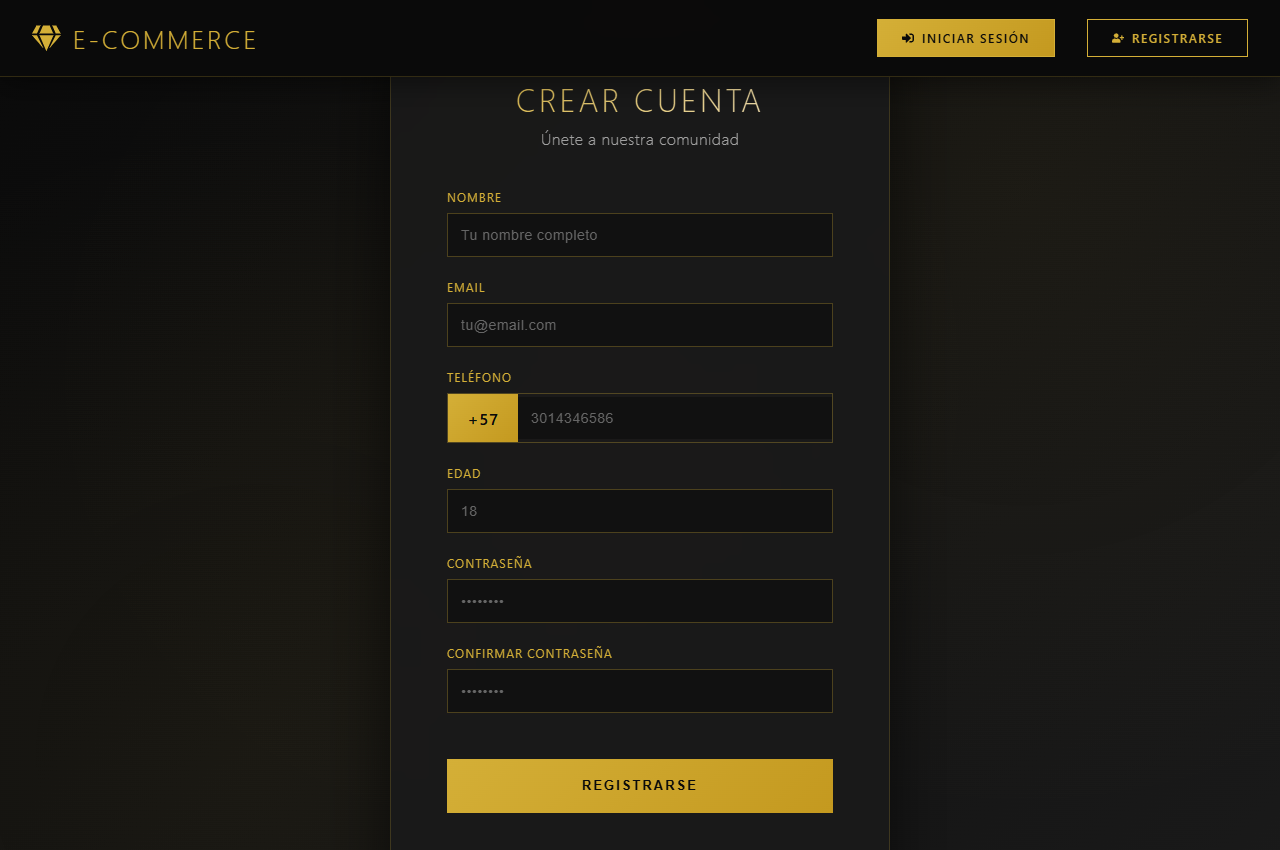 E-COMMERCE
INICIAR SESIÓN
REGISTRARSE
CREAR CUENTA
Únete a nuestra comunidad
NOMBRE
Tu nombre completo
EMAIL
tu@email.com
TELÉFONO
+57 3014346586
EDAD
18
CONTRASEÑA
••••••••
CONFIRMAR CONTRASEÑA
••••••••
REGISTRARSE